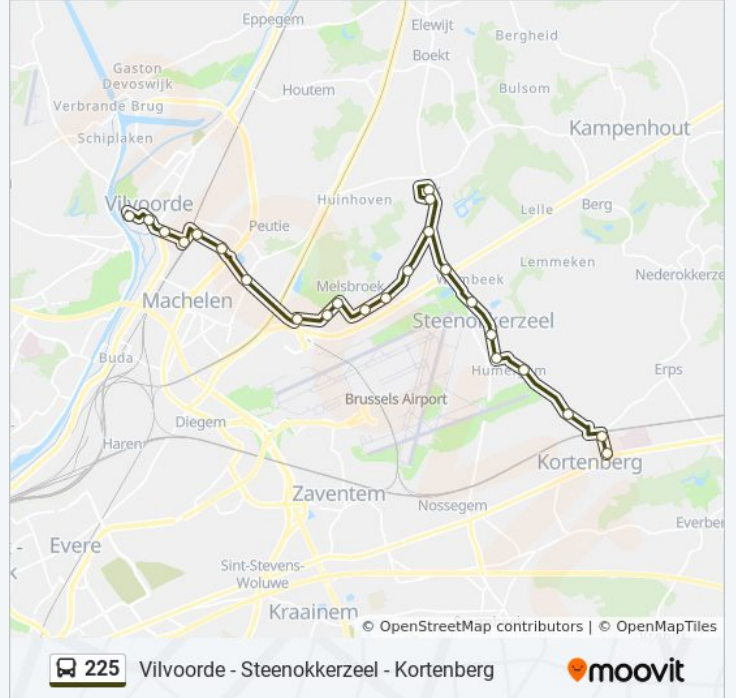 Eppegem
Elewijt
Bergheid
Boekt
Gaston
Devoswijk
Houtem
Bulsom
Verbrande Brug
Schiplaken
Kampenhout
Vilvoorde
Huinhoven
Peutie
Lelle
Berg
Lemmeken
Melsbroek
Nederokkerze
Machelen
Steenokkerzeel
Buda
Erps
Brussels Airport
Diegem
Haren
Kortenberg
Zaventem
Nossegem
Everber
Evere
Sint-Stevens-
Woluwe
Kraainem
© OpenStreetMap contributors | © OpenMapTiles
225 Vilvoorde - Steenokkerzeel - Kortenberg
moovit